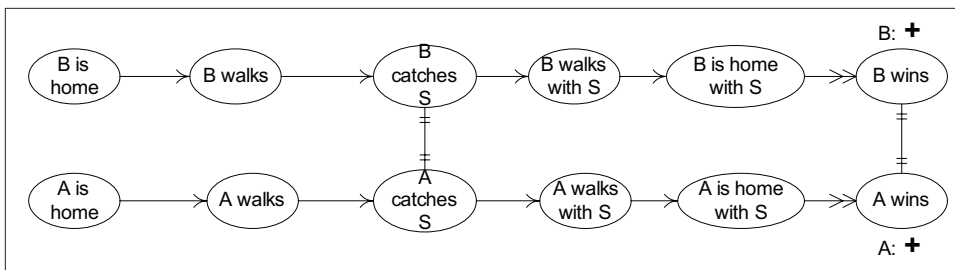 B: +
B is
home
B walks
B
catches
S
B walks
with S
B is home
with S
B wins
A is
home
A walks
A
catches
S
A walks
with S
A is home
with S
A wins
A: +